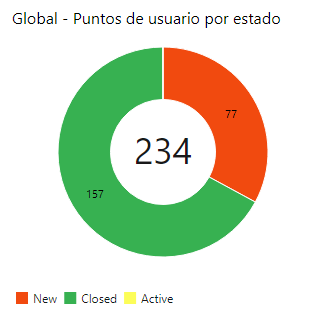 Global - Puntos de usuario por estado
77
234
157
New Closed Active